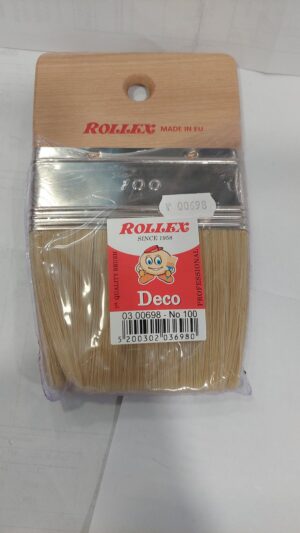 ROLLEX MADE IN EU
100
00698
ROLLEX
SINCE 1968
1st QUALITY BRUSH
PROFESSIONAL
Deco
03 00698 - No 100
5 200302 036980